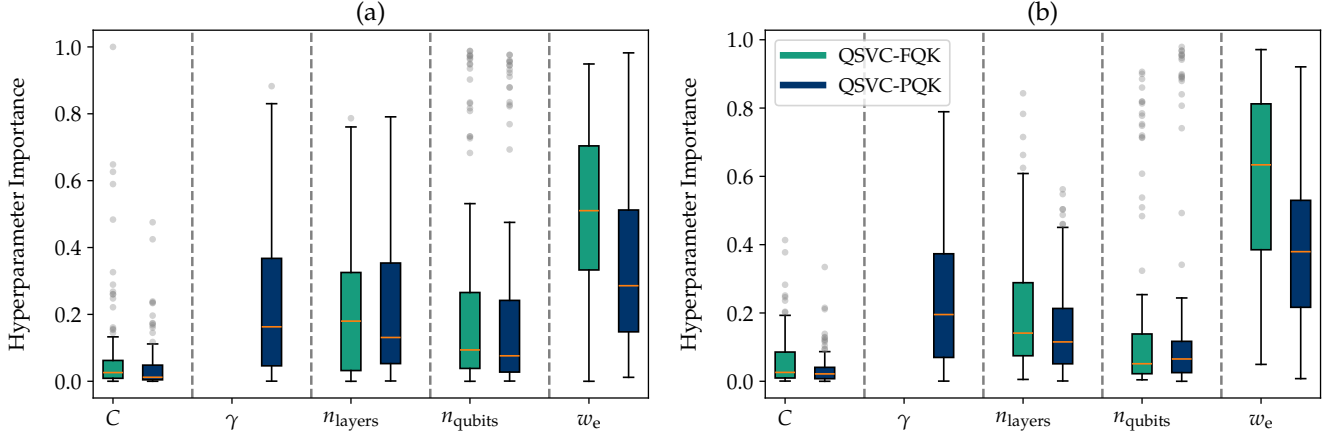 (a)
Hyperparameter Importance
1.0
0.8
0.6
0.4
0.2
0.0
C
γ
n_layers
n_qubits
w_e
(b)
QSVC-FQK
QSVC-PQK
Hyperparameter Importance
1.0
0.8
0.6
0.4
0.2
0.0
C
γ
n_layers
n_qubits
w_e